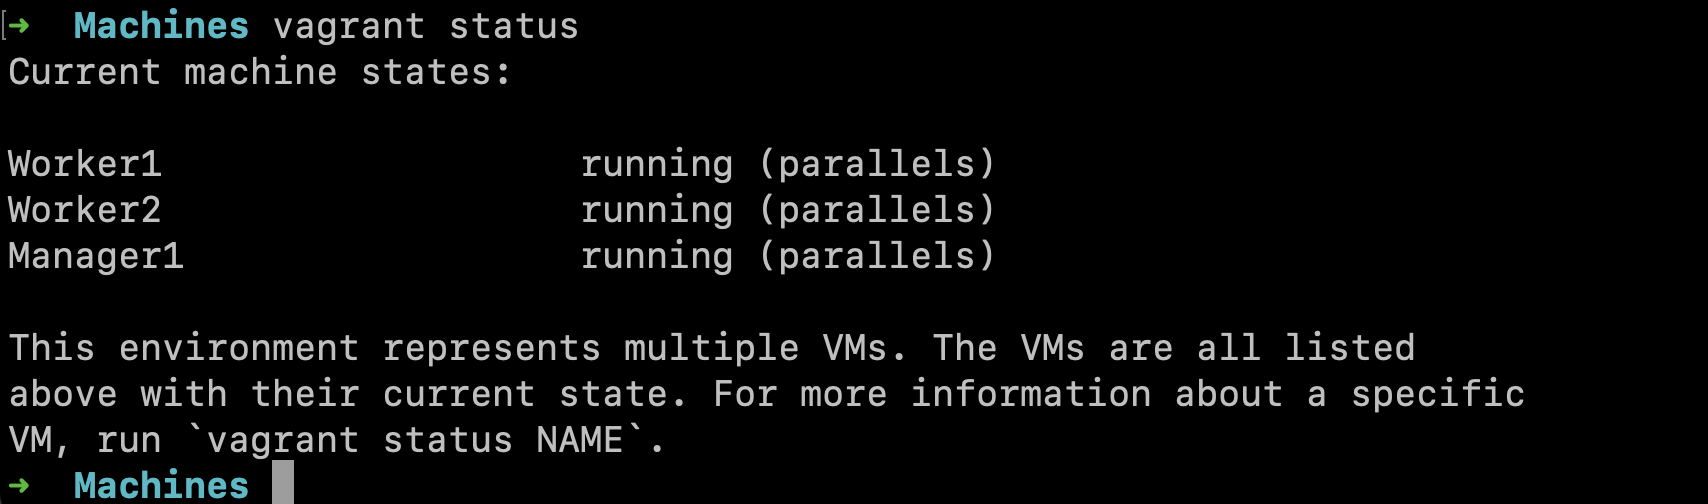 ➜  Machines vagrant status
Current machine states:

Worker1                   running (parallels)
Worker2                   running (parallels)
Manager1                  running (parallels)

This environment represents multiple VMs. The VMs are all listed
above with their current state. For more information about a specific
VM, run `vagrant status NAME`.
➜  Machines